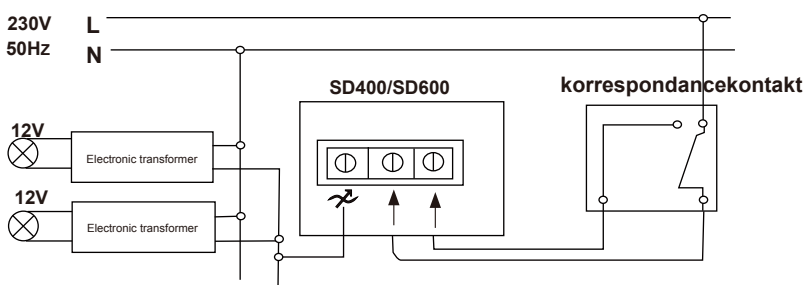 230V L
50Hz N
SD400/SD600
korrespondancekontakt
12V
Electronic transformer
12V
Electronic transformer